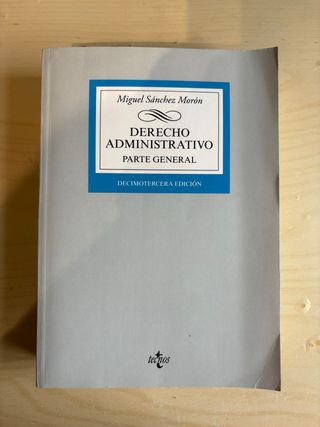 Miguel Sánchez Morón
DERECHO
ADMINISTRATIVO
PARTE GENERAL
DECIMOTERCERA EDICIÓN
tecnos